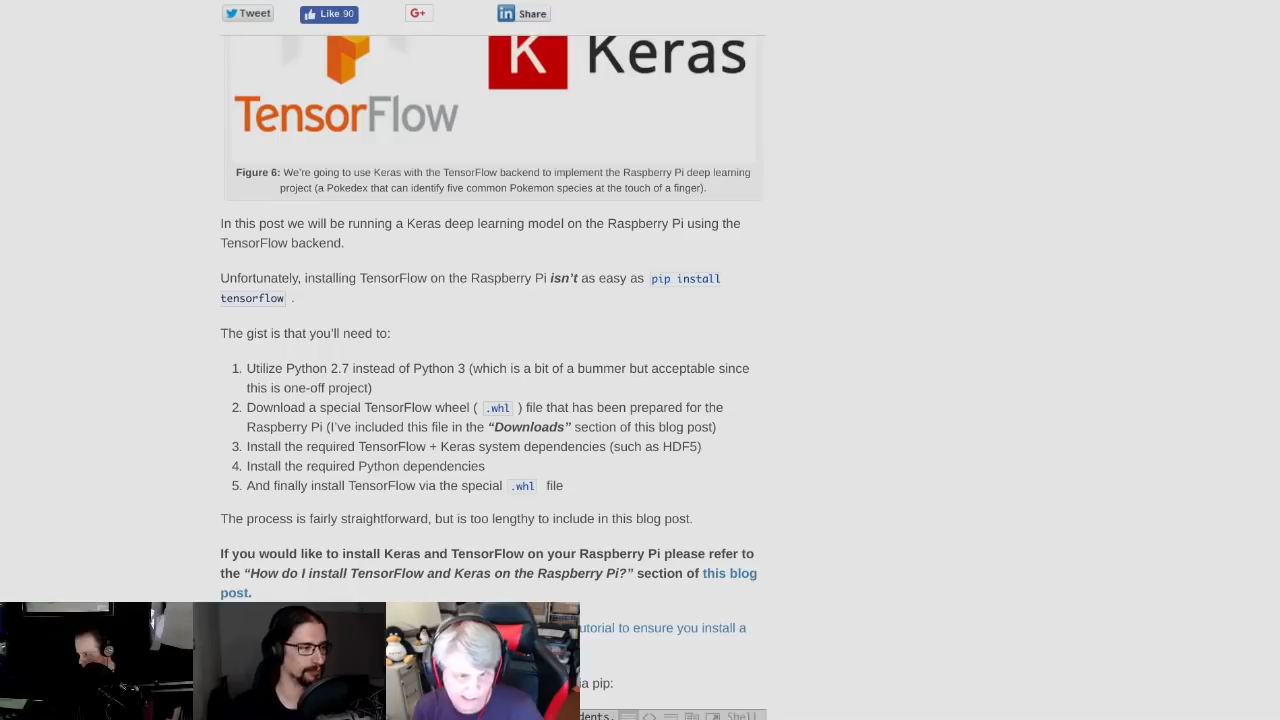 Tweet Like 90 G+ in Share
K Keras
TensorFlow
Figure 6: We're going to use Keras with the TensorFlow backend to implement the Raspberry Pi deep learning
project (a Pokedex that can identify five common Pokemon species at the touch of a finger).
In this post we will be running a Keras deep learning model on the Raspberry Pi using the
TensorFlow backend.
Unfortunately, installing TensorFlow on the Raspberry Pi isn't as easy as pip install
tensorflow .
The gist is that you'll need to:
1. Utilize Python 2.7 instead of Python 3 (which is a bit of a bummer but acceptable since
this is one-off project)
2. Download a special TensorFlow wheel ( .whl ) file that has been prepared for the
Raspberry Pi (I've included this file in the “Downloads” section of this blog post)
3. Install the required TensorFlow + Keras system dependencies (such as HDF5)
4. Install the required Python dependencies
5. And finally install TensorFlow via the special .whl file
The process is fairly straightforward, but is too lengthy to include in this blog post.
If you would like to install Keras and TensorFlow on your Raspberry Pi please refer to
the “How do I install TensorFlow and Keras on the Raspberry Pi?” section of this blog
post.
utorial to ensure you install a
ia pip:
dents. Shell